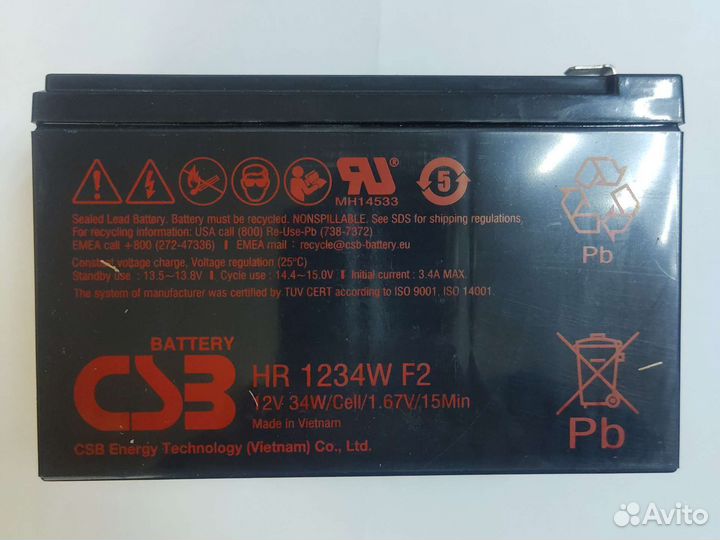 MH14533
5
Sealed Lead Battery. Battery must be recycled. NONSPILLABLE. See SDS for shipping regulations.
For recycling information: USA call (800) Re-Use-Pb (738-7372)
EMEA call +800 (272-47336) | email : recycle@csb-battery.eu
Constant voltage charge, Voltage regulation (25°C)
Standby use : 13.5~13.8V | Cycle use : 14.4~15.0V | Initial current : 3.4A MAX.
The system of manufacturer was certified by TUV CERT according to ISO 9001, ISO 14001.
Pb
BATTERY
CSB
HR 1234W F2
12V 34W/Cell/1.67V/15Min
Made in Vietnam
CSB Energy Technology (Vietnam) Co., Ltd.
Pb
Avito